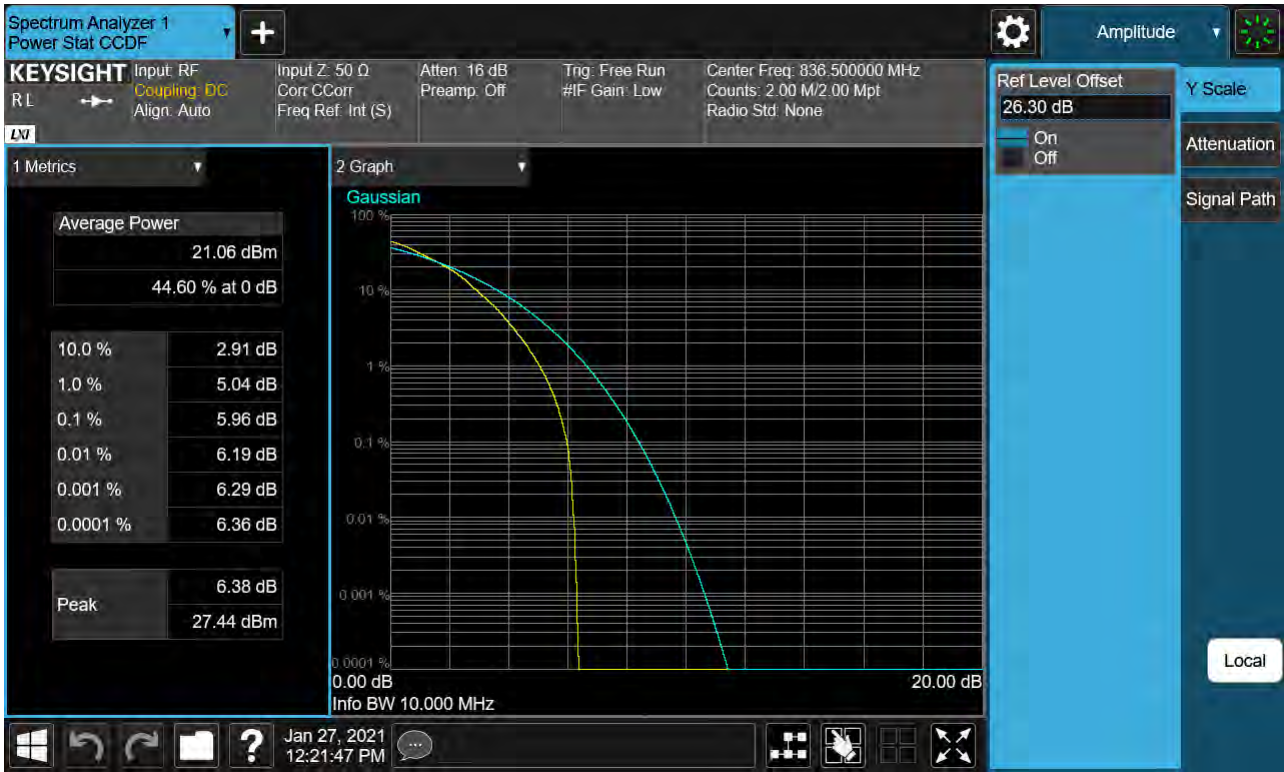 Spectrum Analyzer 1
Power Stat CCDF
+
Amplitude
KEYSIGHT
RL
LXI
Input: RF
Coupling: DC
Align: Auto
Input Z: 50 Ω
Corr CCorr
Freq Ref: Int (S)
Atten: 16 dB
Preamp: Off
Trig: Free Run
#IF Gain: Low
Center Freq: 836.500000 MHz
Counts: 2.00 M/2.00 Mpt
Radio Std: None
Ref Level Offset
26.30 dB
On
Off
Y Scale
Attenuation
Signal Path
Local
1 Metrics
Average Power
21.06 dBm
44.60 % at 0 dB
10.0 % 2.91 dB
1.0 % 5.04 dB
0.1 % 5.96 dB
0.01 % 6.19 dB
0.001 % 6.29 dB
0.0001 % 6.36 dB
Peak
6.38 dB
27.44 dBm
2 Graph
Gaussian
100 %
10 %
1 %
0.1 %
0.01 %
0.001 %
0.0001 %
0.00 dB 20.00 dB
Info BW 10.000 MHz
?
Jan 27, 2021
12:21:47 PM